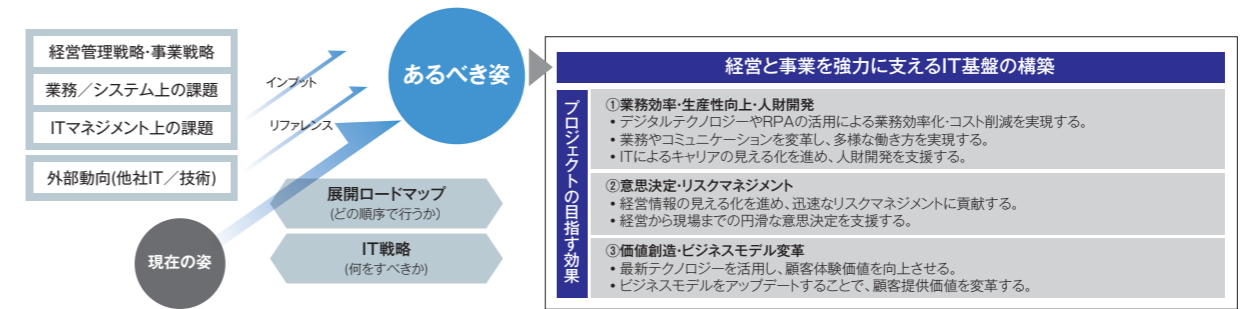 経営管理戦略・事業戦略
業務／システム上の課題
ITマネジメント上の課題
外部動向(他社IT／技術)
インプット
リファレンス
あるべき姿
現在の姿
展開ロードマップ
(どの順序で行うか)
IT戦略
(何をすべきか)
経営と事業を強力に支えるIT基盤の構築
プロジェクトの目指す効果
①業務効率・生産性向上・人財開発
• デジタルテクノロジーやRPAの活用による業務効率化・コスト削減を実現する。
• 業務やコミュニケーションを変革し、多様な働き方を実現する。
• ITによるキャリアの見える化を進め、人財開発を支援する。
②意思決定・リスクマネジメント
• 経営情報の見える化を進め、迅速なリスクマネジメントに貢献する。
• 経営から現場までの円滑な意思決定を支援する。
③価値創造・ビジネスモデル変革
• 最新テクノロジーを活用し、顧客体験価値を向上させる。
• ビジネスモデルをアップデートすることで、顧客提供価値を変革する。